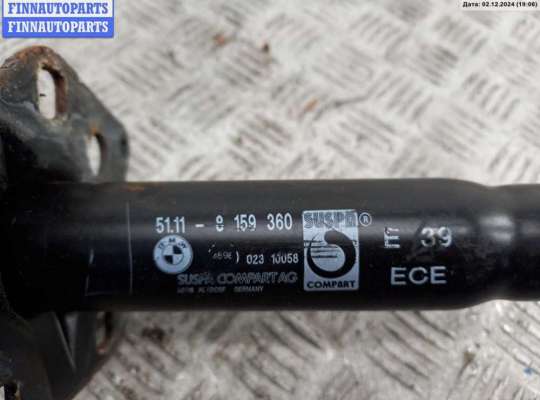 FINNAUTOPARTS
FINNAUTOPARTS
Дата: 02.12.2024 (19:06)
51.11 - 8 159 360
SUSPA ®
COMPART
E 39
ECE
023 10058
SUSPA COMPART AG
ALTDORF GERMANY